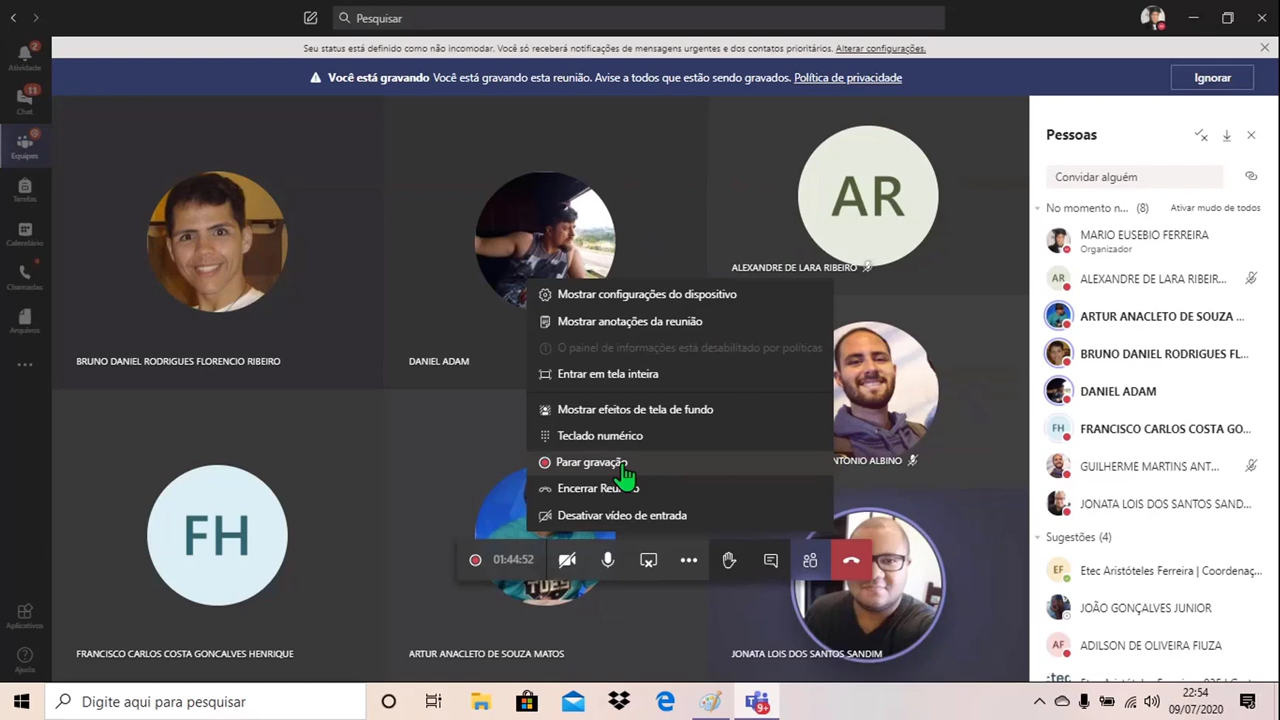 Pesquisar
Seu status está definido como não incomodar. Você só receberá notificações de mensagens urgentes e dos contatos prioritários. Alterar configurações.
Você está gravando Você está gravando esta reunião. Avise a todos que estão sendo gravados. Política de privacidade
Ignorar
2
Atividade
11
Chat
Equipes
Tarefas
Calendário
Chamadas
Arquivos
Aplicativos
Ajuda
BRUNO DANIEL RODRIGUES FLORENCIO RIBEIRO
DANIEL ADAM
AR
ALEXANDRE DE LARA RIBEIRO
NTONIO ALBINO
FH
FRANCISCO CARLOS COSTA GONCALVES HENRIQUE
ARTUR ANACLETO DE SOUZA MATOS
JONATA LOIS DOS SANTOS SANDIM
Mostrar configurações do dispositivo
Mostrar anotações da reunião
O painel de informações está desabilitado por políticas
Entrar em tela inteira
Mostrar efeitos de tela de fundo
Teclado numérico
Parar gravação
Encerrar
Desativar vídeo de entrada
01:44:52
Pessoas
Convidar alguém
No momento n... (8) Ativar mudo de todos
MARIO EUSEBIO FERREIRA
Organizador
AR ALEXANDRE DE LARA RIBEIR...
ARTUR ANACLETO DE SOUZA ...
BRUNO DANIEL RODRIGUES FL...
DANIEL ADAM
FH FRANCISCO CARLOS COSTA GO...
GUILHERME MARTINS ANT...
JONATA LOIS DOS SANTOS SAND...
Sugestões (4)
EF Etec Aristóteles Ferreira | Coordenaç...
JOÃO GONÇALVES JUNIOR
AF ADILSON DE OLIVEIRA FIUZA
Digite aqui para pesquisar
9+
22:54
09/07/2020